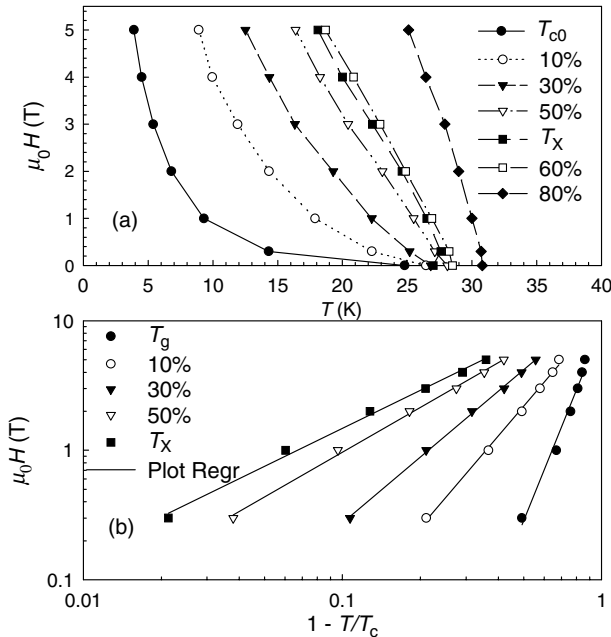 5
4
3
2
1
0
μ0H (T)
(a)
Tc0
10%
30%
50%
TX
60%
80%
0 5 10 15 20 25 30 35 40
T (K)
10
1
0.1
μ0H (T)
Tg
10%
30%
50%
TX
Plot Regr
(b)
0.01 0.1 1
1 - T/Tc